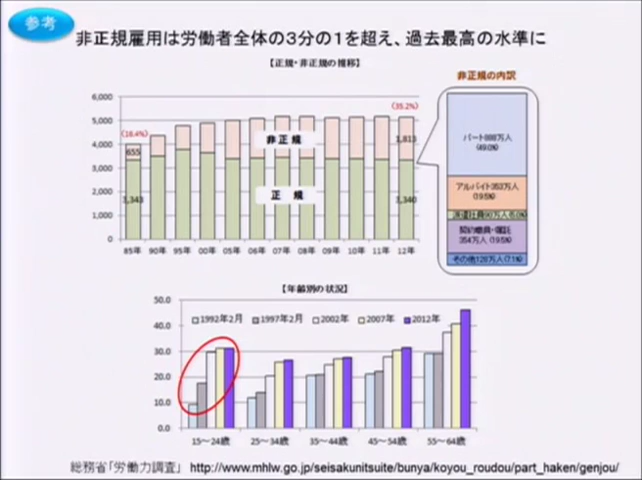 参考
非正規雇用は労働者全体の3分の1を超え、過去最高の水準に
【正規・非正規の推移】
非正規の内訳
6,000
5,000
4,000
3,000
2,000
1,000
0
(16.4%)
(35.2%)
655
1,813
非正規
正規
3,343
3,340
85年 90年 95年 00年 05年 06年 07年 08年 09年 10年 11年 12年
パート888万人
(49.0%)
アルバイト353万人
(19.5%)
契約職員・嘱託
354万人(19.5%)
その他128万人(7.1%)
【年齢別の状況】
50.0
40.0
30.0
20.0
10.0
0.0
1992年2月 1997年2月 2002年 2007年 2012年
15～24歳 25～34歳 35～44歳 45～54歳 55～64歳
総務省「労働力調査」 http://www.mhlw.go.jp/seisakunitsuite/bunya/koyou_roudou/part_haken/genjou/